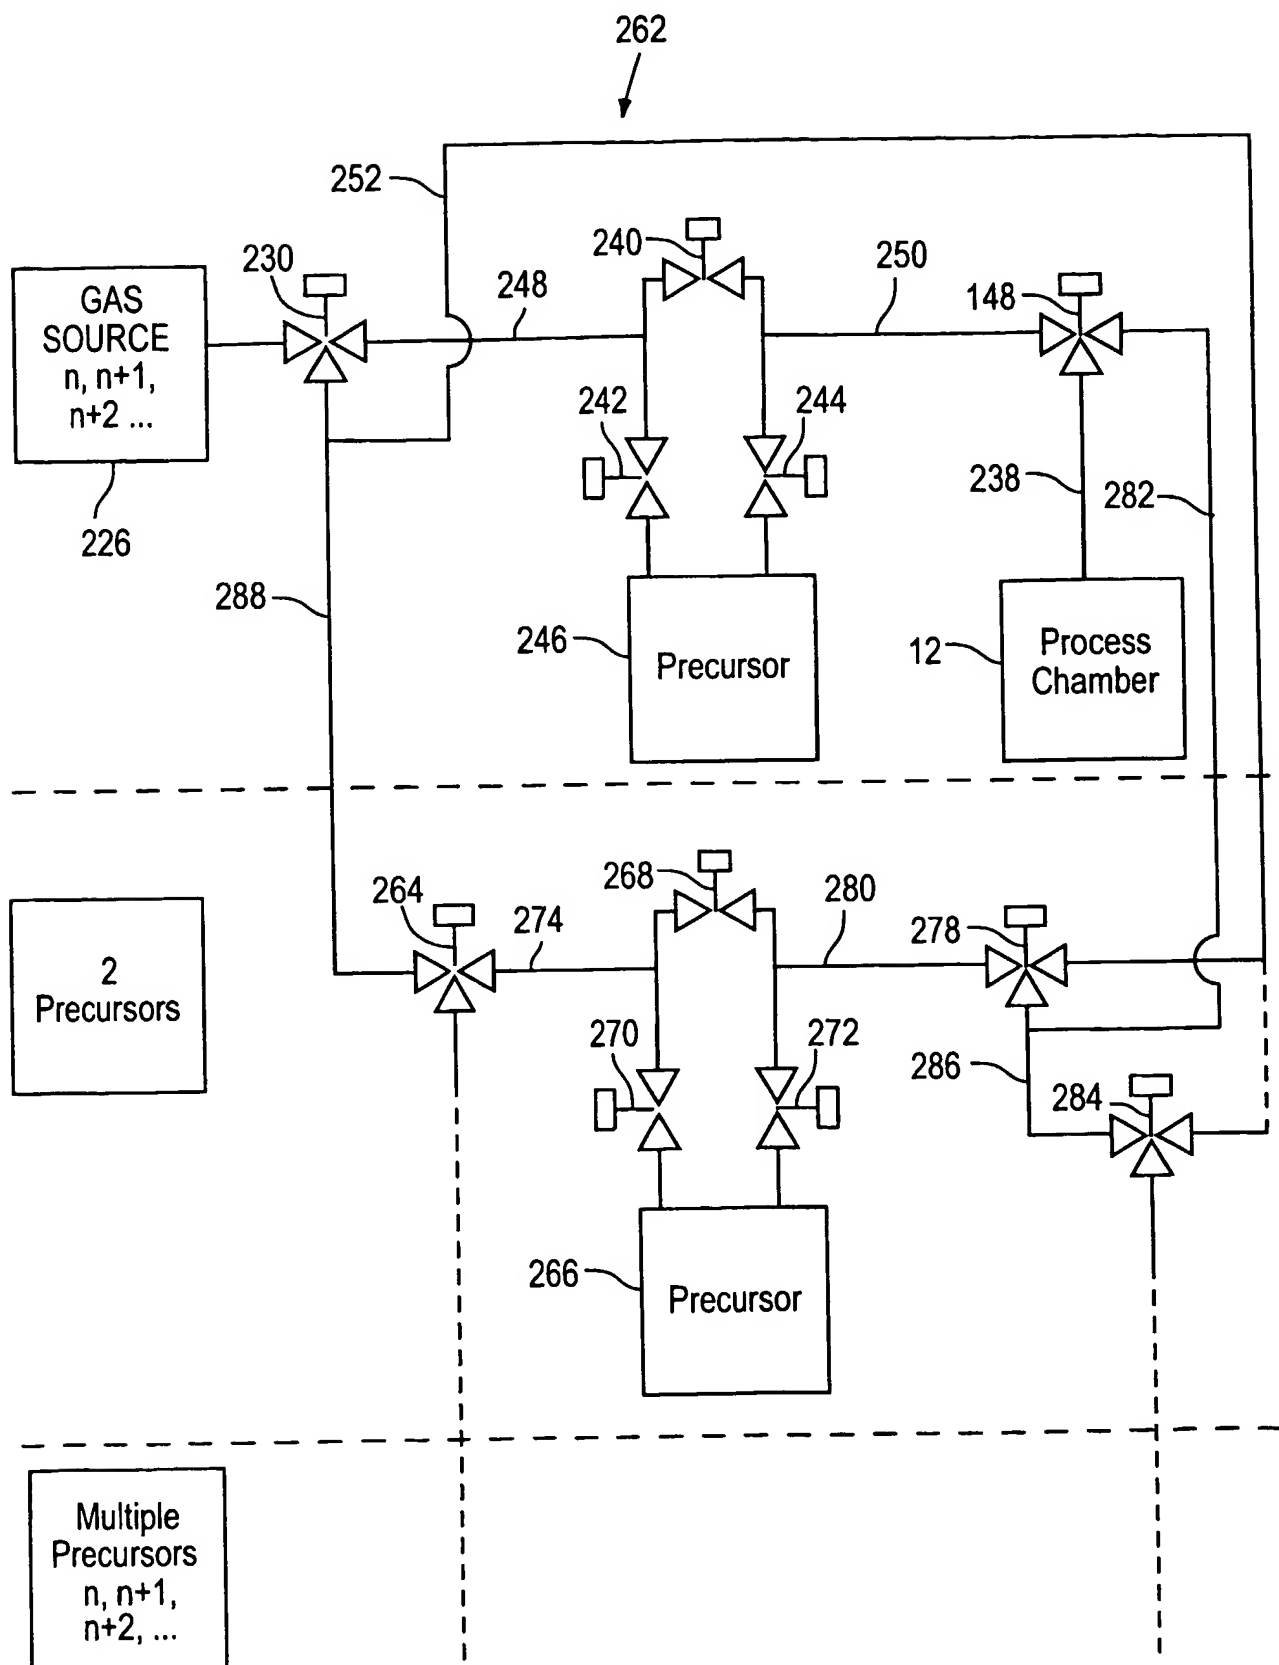 262
252
230
240
250
148
248
GAS
SOURCE
n, n+1,
n+2 ...
242
244
238
282
226
288
246
Precursor
12
Process
Chamber
264
274
268
280
278
2
Precursors
270
272
286
284
266
Precursor
Multiple
Precursors
n, n+1,
n+2, ...